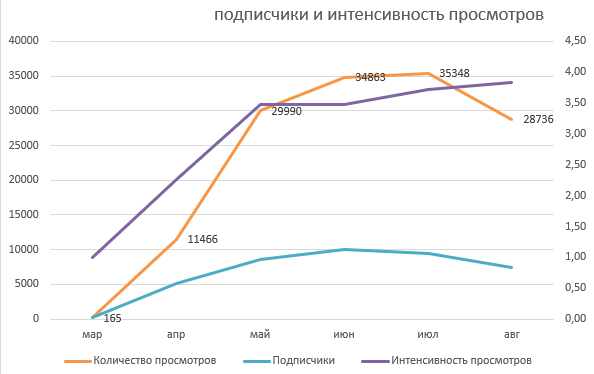 подписчики и интенсивность просмотров
40000 4,50
35000 34863 35348 4,00
30000 29990 28736 3,50
25000 3,00
20000 2,50
15000 11466 2,00
10000 1,50
5000 1,00
0 165 0,50
0,00
мар апр май июн июл авг
Количество просмотров Подписчики Интенсивность просмотров